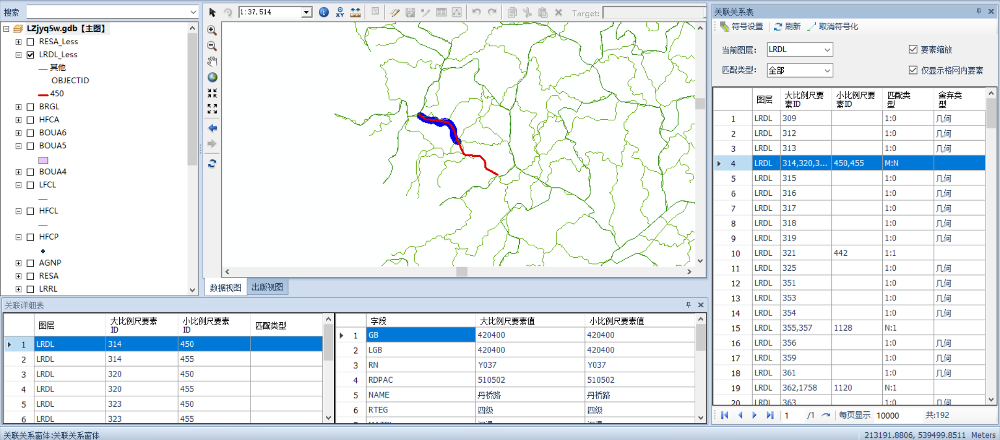 搜索
LZjyq5w.gdb【主图】
RESA_Less
LRDL_Less
其他
OBJECTID
450
BRGL
HFCA
BOUA6
BOUA5
BOUA4
LFCL
HFCL
HFCP
AGNP
RESA
LRRL
1:37,514
XY
Target:
数据视图
出版视图
关联关系表
符号设置 刷新 取消符号化
当前图层: LRDL 要素缩放
匹配类型: 全部 仅显示格网内要素
图层 大比例尺要素ID 小比例尺要素ID 匹配类型 舍弃类型
1 LRDL 309 1:0 几何
2 LRDL 312 1:0 几何
3 LRDL 313 1:0 几何
4 LRDL 314,320,3... 450,455 M:N
5 LRDL 315 1:0 几何
6 LRDL 316 1:0 几何
7 LRDL 317 1:0 几何
8 LRDL 318 1:0 几何
9 LRDL 319 1:0 几何
10 LRDL 321 442 1:1
11 LRDL 325 1:0 几何
12 LRDL 351 1:0 几何
13 LRDL 353 1:0 几何
14 LRDL 354 1:0 几何
15 LRDL 355,357 1128 N:1
16 LRDL 356 1:0 几何
17 LRDL 359 1:0 几何
18 LRDL 361 1:0 几何
19 LRDL 362,1758 1120 N:1
20 LRDL 363 1:0 几何
1 /1 每页显示 10000 共:192
关联详细表
图层 大比例尺要素ID 小比例尺要素ID 匹配类型
1 LRDL 314 450
2 LRDL 314 455
3 LRDL 320 450
4 LRDL 320 455
5 LRDL 323 450
6 LRDL 323 455
字段 大比例尺要素值 小比例尺要素值
1 GB 420400 420400
2 LGB 420400 420400
3 RN Y037 Y037
4 RDPAC 510502 510502
5 NAME 丹桥路 丹桥路
6 RTEG 四级 四级
关联关系窗体:关联关系窗体
213191.8806, 539499.8511 Meters